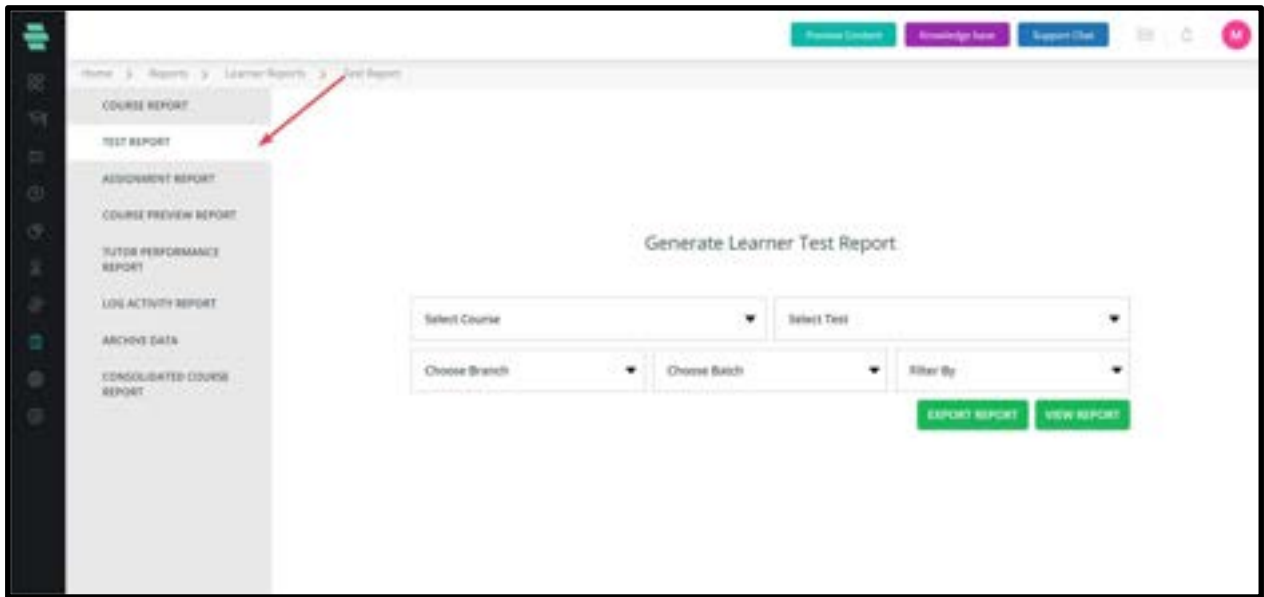 Preview Content Knowledge base Support Chat
M
Home > Reports > Learner Reports > Test Report
COURSE REPORT
TEST REPORT
ASSIGNMENT REPORT
COURSE PREVIEW REPORT
TUTOR PERFORMANCE
REPORT
LOG ACTIVITY REPORT
ARCHIVE DATA
CONSOLIDATED COURSE
REPORT
Generate Learner Test Report
Select Course
Select Test
Choose Branch
Choose Batch
Filter By
EXPORT REPORT
VIEW REPORT